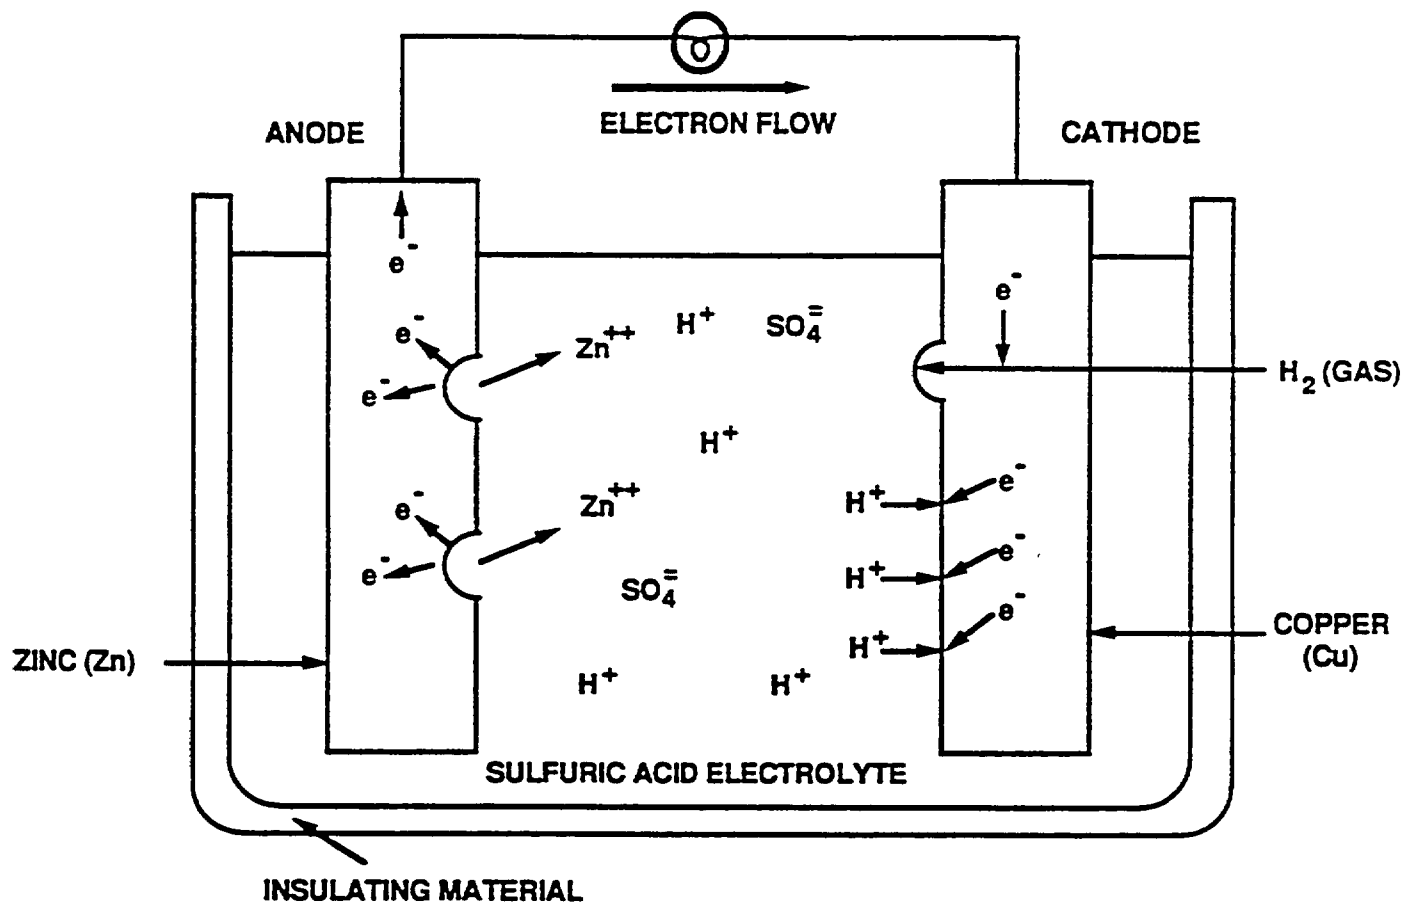 ELECTRON FLOW
ANODE
CATHODE
e⁻
e⁻
e⁻
Zn⁺⁺
H⁺
SO₄⁼
e⁻
H₂ (GAS)
e⁻
H⁺
e⁻
H⁺
e⁻
e⁻
Zn⁺⁺
e⁻
H⁺
SO₄⁼
e⁻
H⁺
ZINC (Zn)
COPPER
(Cu)
H⁺
H⁺
SULFURIC ACID ELECTROLYTE
INSULATING MATERIAL